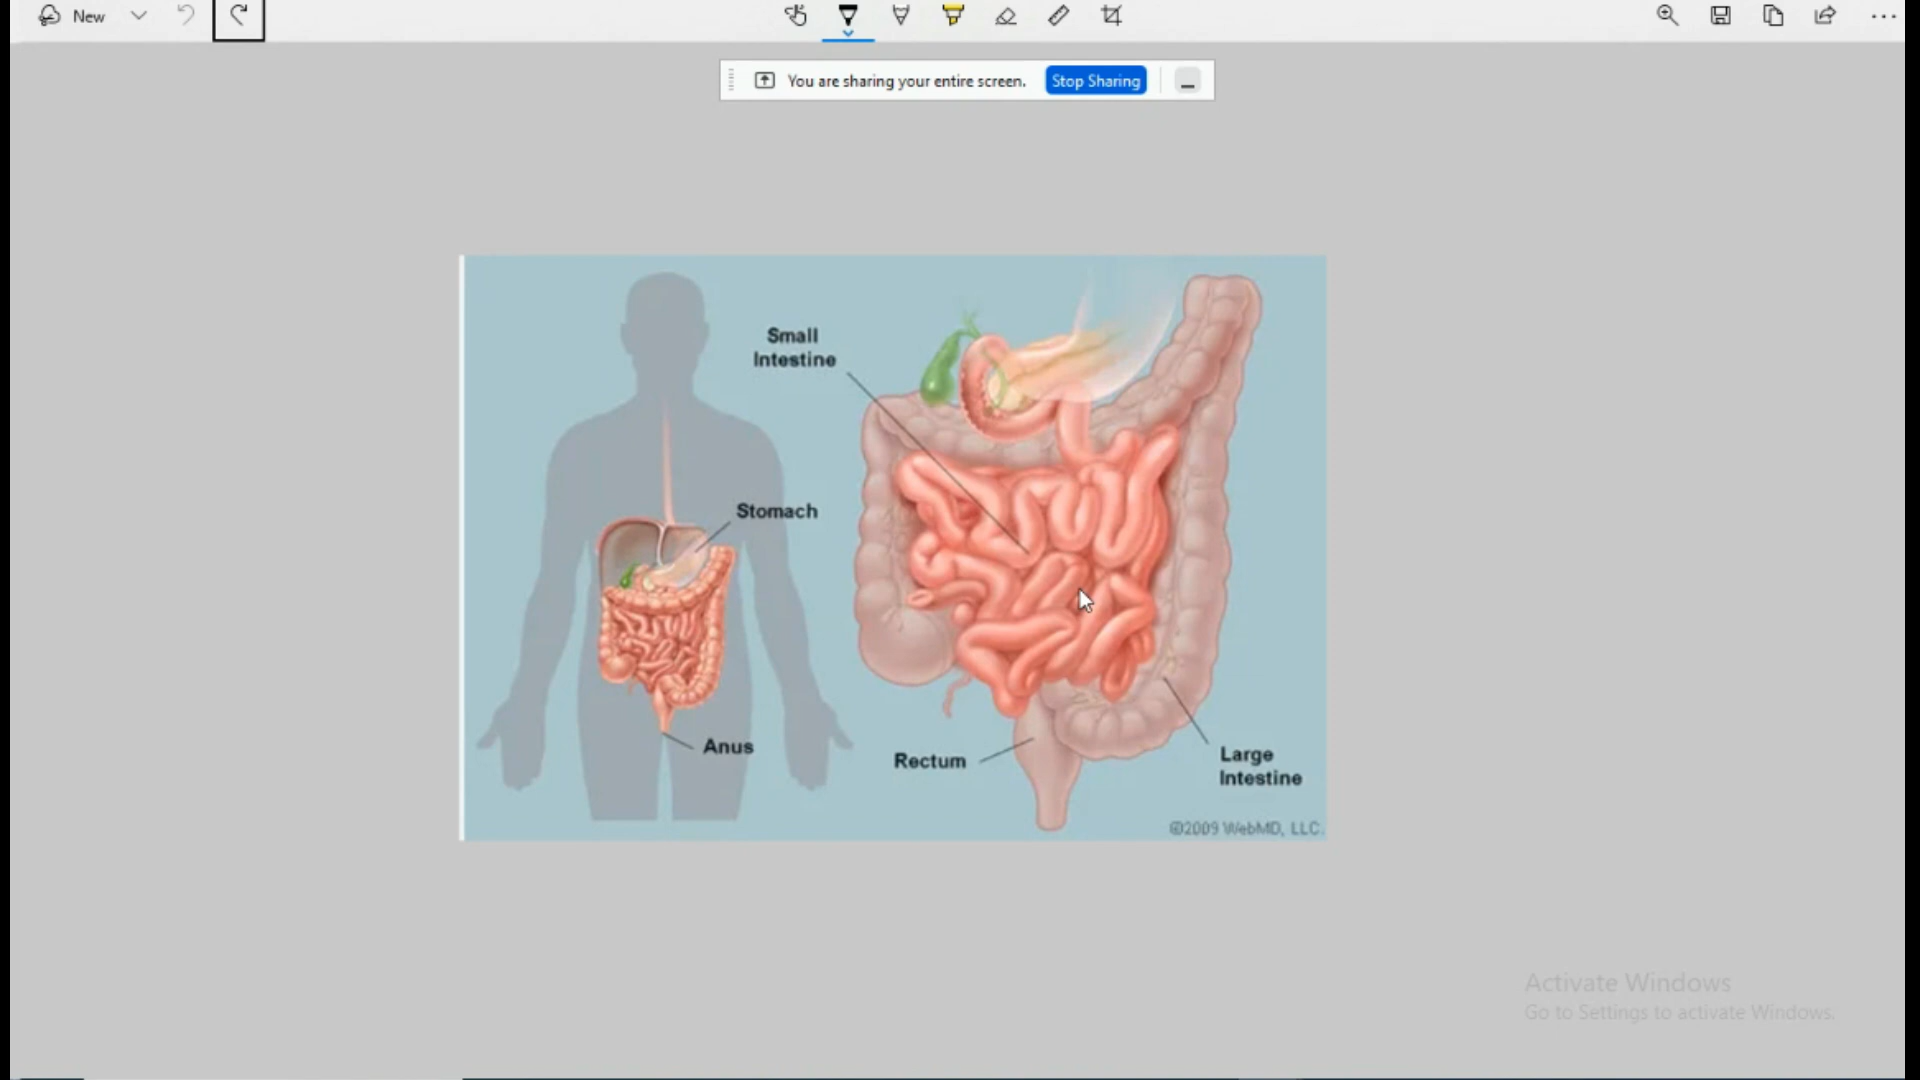 New
You are sharing your entire screen.
Stop Sharing
Small
Intestine
Stomach
Anus
Rectum
Large
Intestine
©2009 WebMD, LLC.
Activate Windows
Go to Settings to activate Windows.